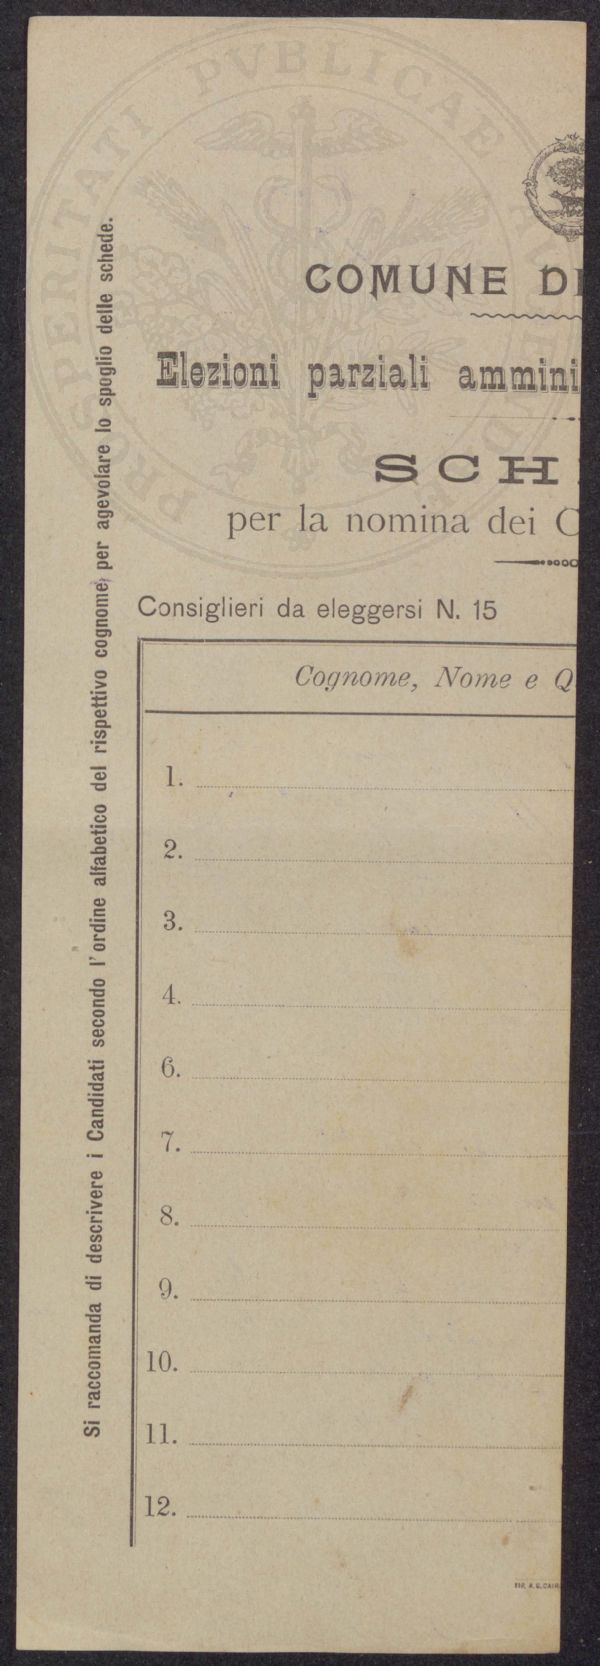 PROSPERITATI PVBLICAE
COMUNE DI
Elezioni parziali ammini
SCH
per la nomina dei C
Consiglieri da eleggersi N. 15
Cognome, Nome e Q
1.
2.
3.
4.
6.
7.
8.
9.
10.
11.
12.
Si raccomanda di descrivere i Candidati secondo l'ordine alfabetico del rispettivo cognome, per agevolare lo spoglio delle schede.